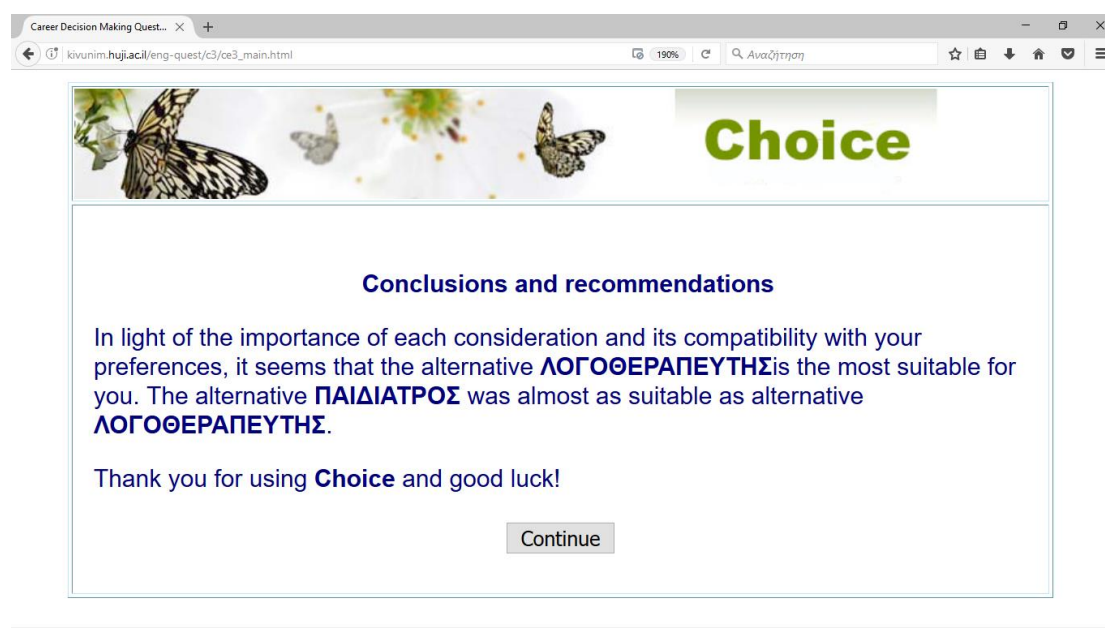 Career Decision Making Quest...
kivunim.huji.ac.il/eng-quest/c3/ce3_main.html 190% Αναζήτηση
Choice
Conclusions and recommendations
In light of the importance of each consideration and its compatibility with your
preferences, it seems that the alternative ΛΟΓΟΘΕΡΑΠΕΥΤΗΣis the most suitable for
you. The alternative ΠΑΙΔΙΑΤΡΟΣ was almost as suitable as alternative
ΛΟΓΟΘΕΡΑΠΕΥΤΗΣ.
Thank you for using Choice and good luck!
Continue